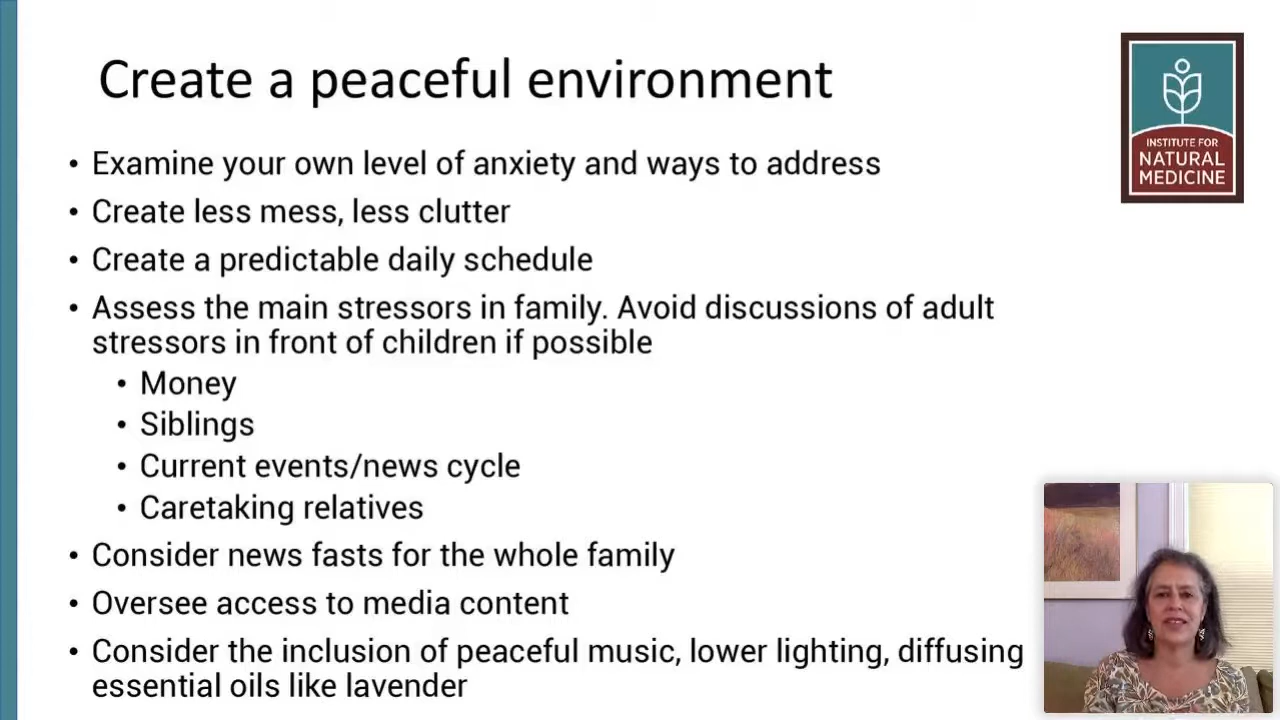 Create a peaceful environment
INSTITUTE FOR
NATURAL
MEDICINE
• Examine your own level of anxiety and ways to address
• Create less mess, less clutter
• Create a predictable daily schedule
• Assess the main stressors in family. Avoid discussions of adult
stressors in front of children if possible
• Money
• Siblings
• Current events/news cycle
• Caretaking relatives
• Consider news fasts for the whole family
• Oversee access to media content
• Consider the inclusion of peaceful music, lower lighting, diffusing
essential oils like lavender